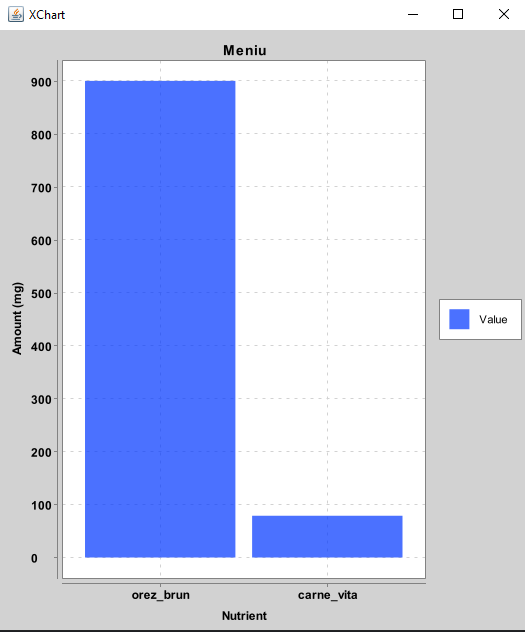 XChart
Meniu
900
800
700
600
500
400
300
200
100
0
Amount (mg)
orez_brun
carne_vita
Nutrient
Value